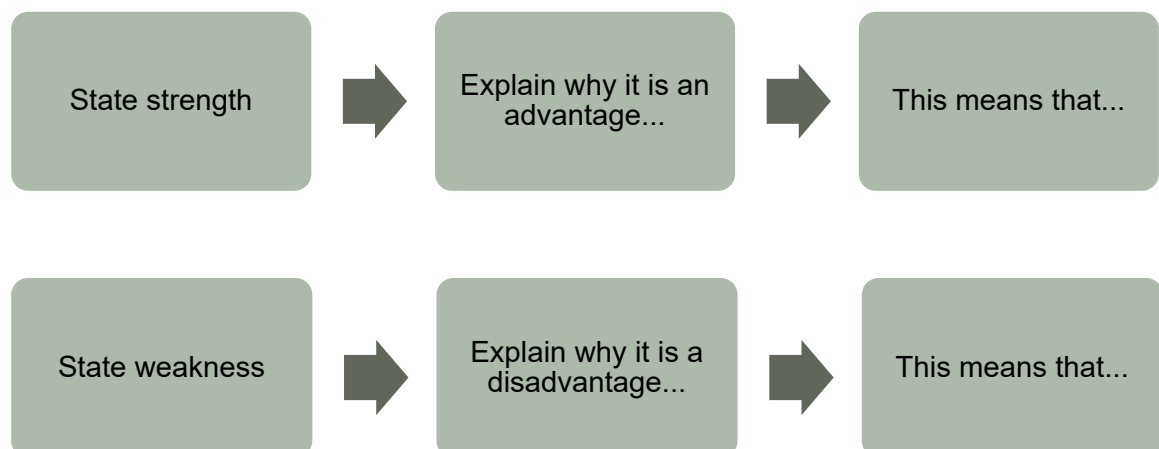 State strength
Explain why it is an
advantage...
This means that...
State weakness
Explain why it is a
disadvantage...
This means that...